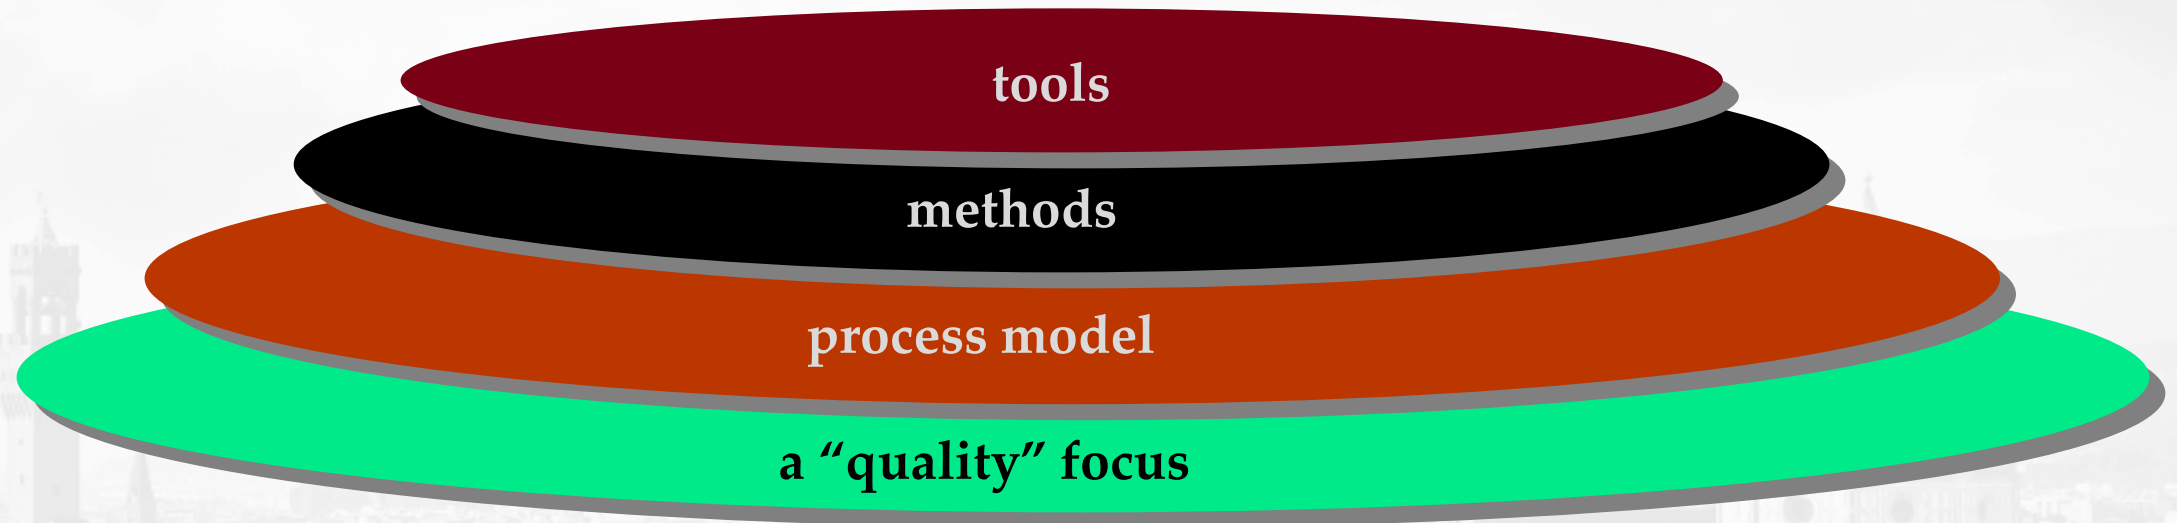 tools
methods
process model
a “quality” focus